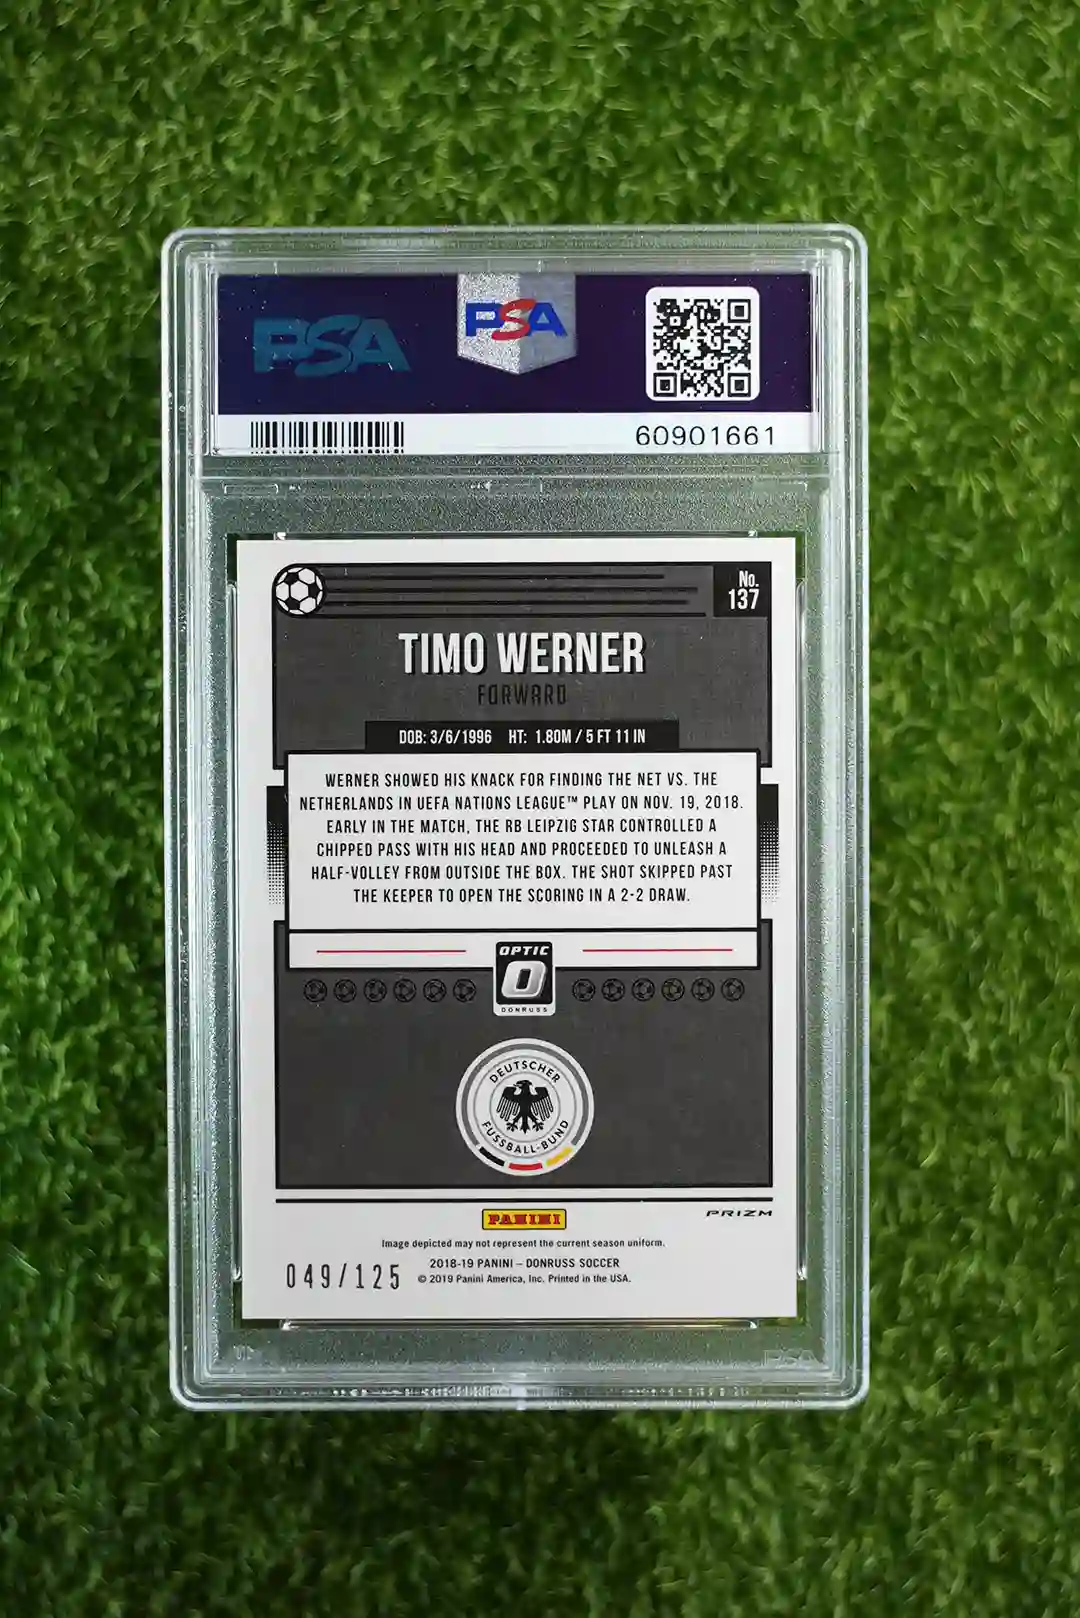 PSA
PSA
60901661
No.
137
TIMO WERNER
FORWARD
DOB: 3/6/1996 HT: 1.80M / 5 FT 11 IN
WERNER SHOWED HIS KNACK FOR FINDING THE NET VS. THE
NETHERLANDS IN UEFA NATIONS LEAGUE™ PLAY ON NOV. 19, 2018.
EARLY IN THE MATCH, THE RB LEIPZIG STAR CONTROLLED A
CHIPPED PASS WITH HIS HEAD AND PROCEEDED TO UNLEASH A
HALF-VOLLEY FROM OUTSIDE THE BOX. THE SHOT SKIPPED PAST
THE KEEPER TO OPEN THE SCORING IN A 2-2 DRAW.
OPTIC
O
DONRUSS
DEUTSCHER
FUSSBALL-BUND
PANINI
PRIZM
Image depicted may not represent the current season uniform.
2018-19 PANINI – DONRUSS SOCCER
© 2019 Panini America, Inc. Printed in the USA.
049/125
PSA